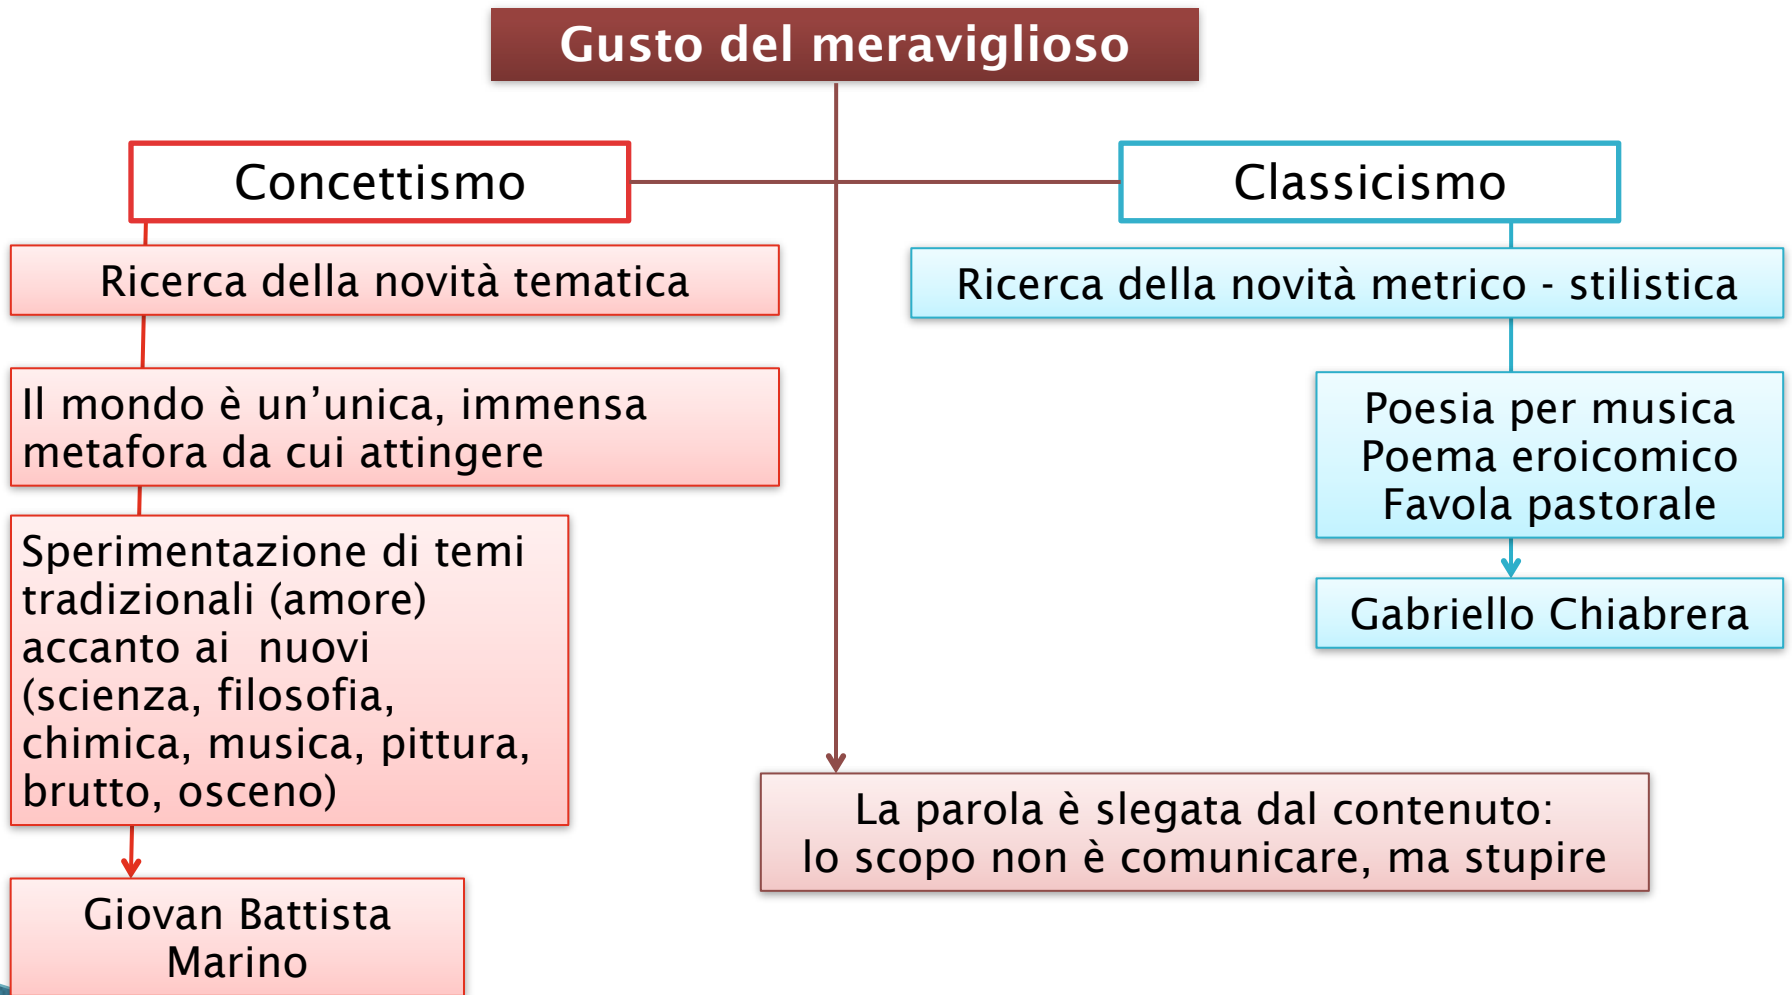 Gusto del meraviglioso
Concettismo
Classicismo
Ricerca della novità tematica
Ricerca della novità metrico - stilistica
Il mondo è un’unica, immensa
metafora da cui attingere
Poesia per musica
Poema eroicomico
Favola pastorale
Sperimentazione di temi
tradizionali (amore)
accanto ai  nuovi
(scienza, filosofia,
chimica, musica, pittura,
brutto, osceno)
Gabriello Chiabrera
La parola è slegata dal contenuto:
lo scopo non è comunicare, ma stupire
Giovan Battista
Marino